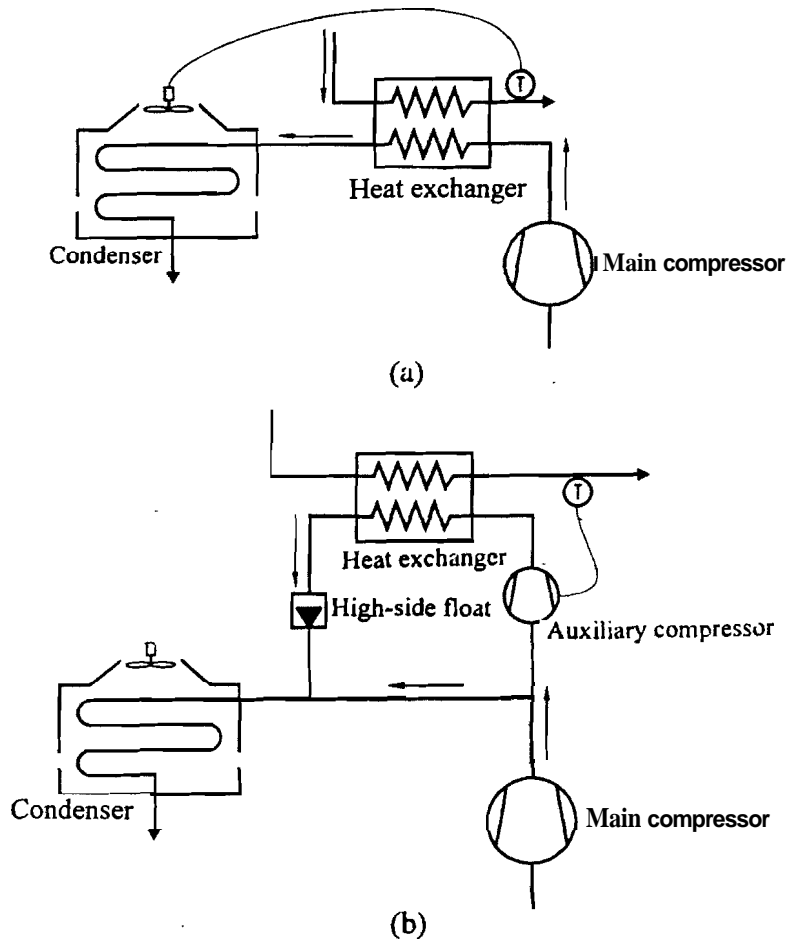 T
Heat exchanger
Condenser
Main compressor
(a)
T
Heat exchanger
High-side float
Auxiliary compressor
Condenser
Main compressor
(b)